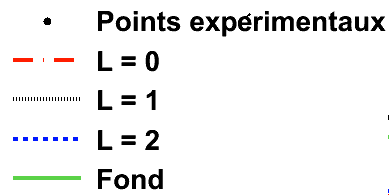 Points expérimentaux
L = 0
L = 1
L = 2
Fond